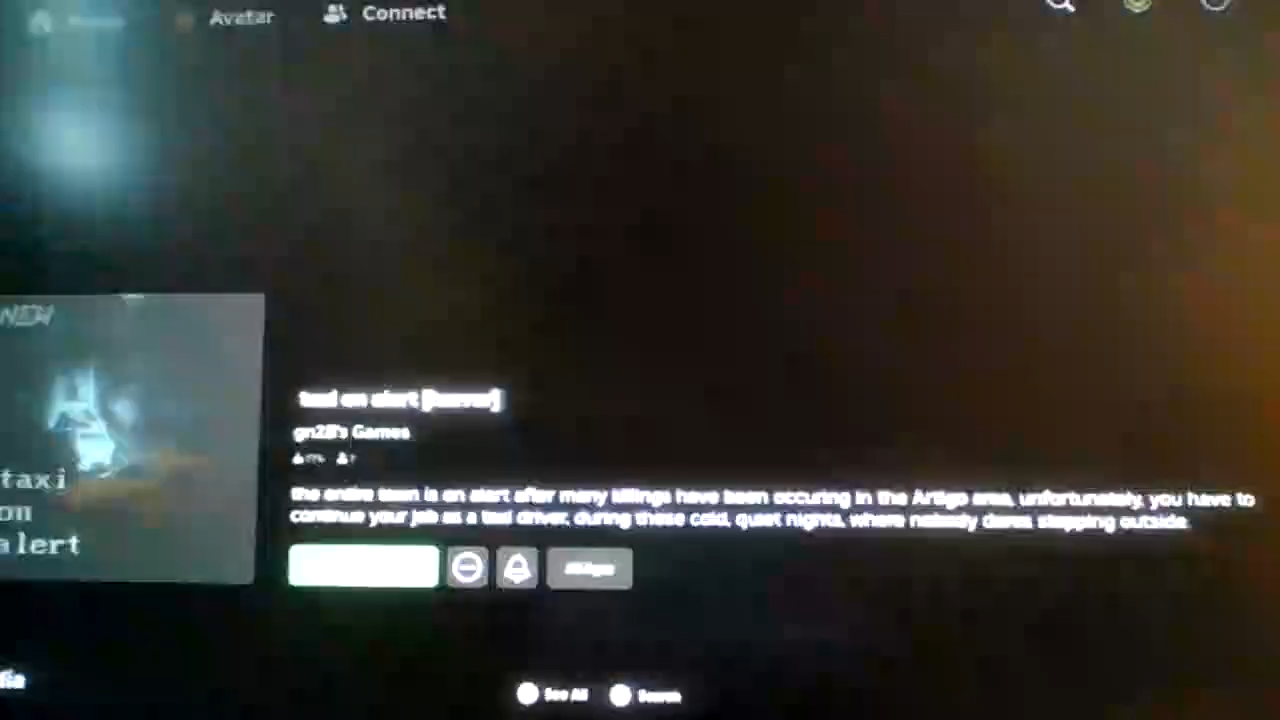 Avatar
Connect
NEW
taxi
on
alert
taxi on alert [horror]
gn28's Games
the entire town is on alert after many killings have been occuring in the Artigo area, unfortunately, you have to
continue your job as a taxi driver, during these cold, quiet nights, where nobody dares stepping outside.
See All
Search